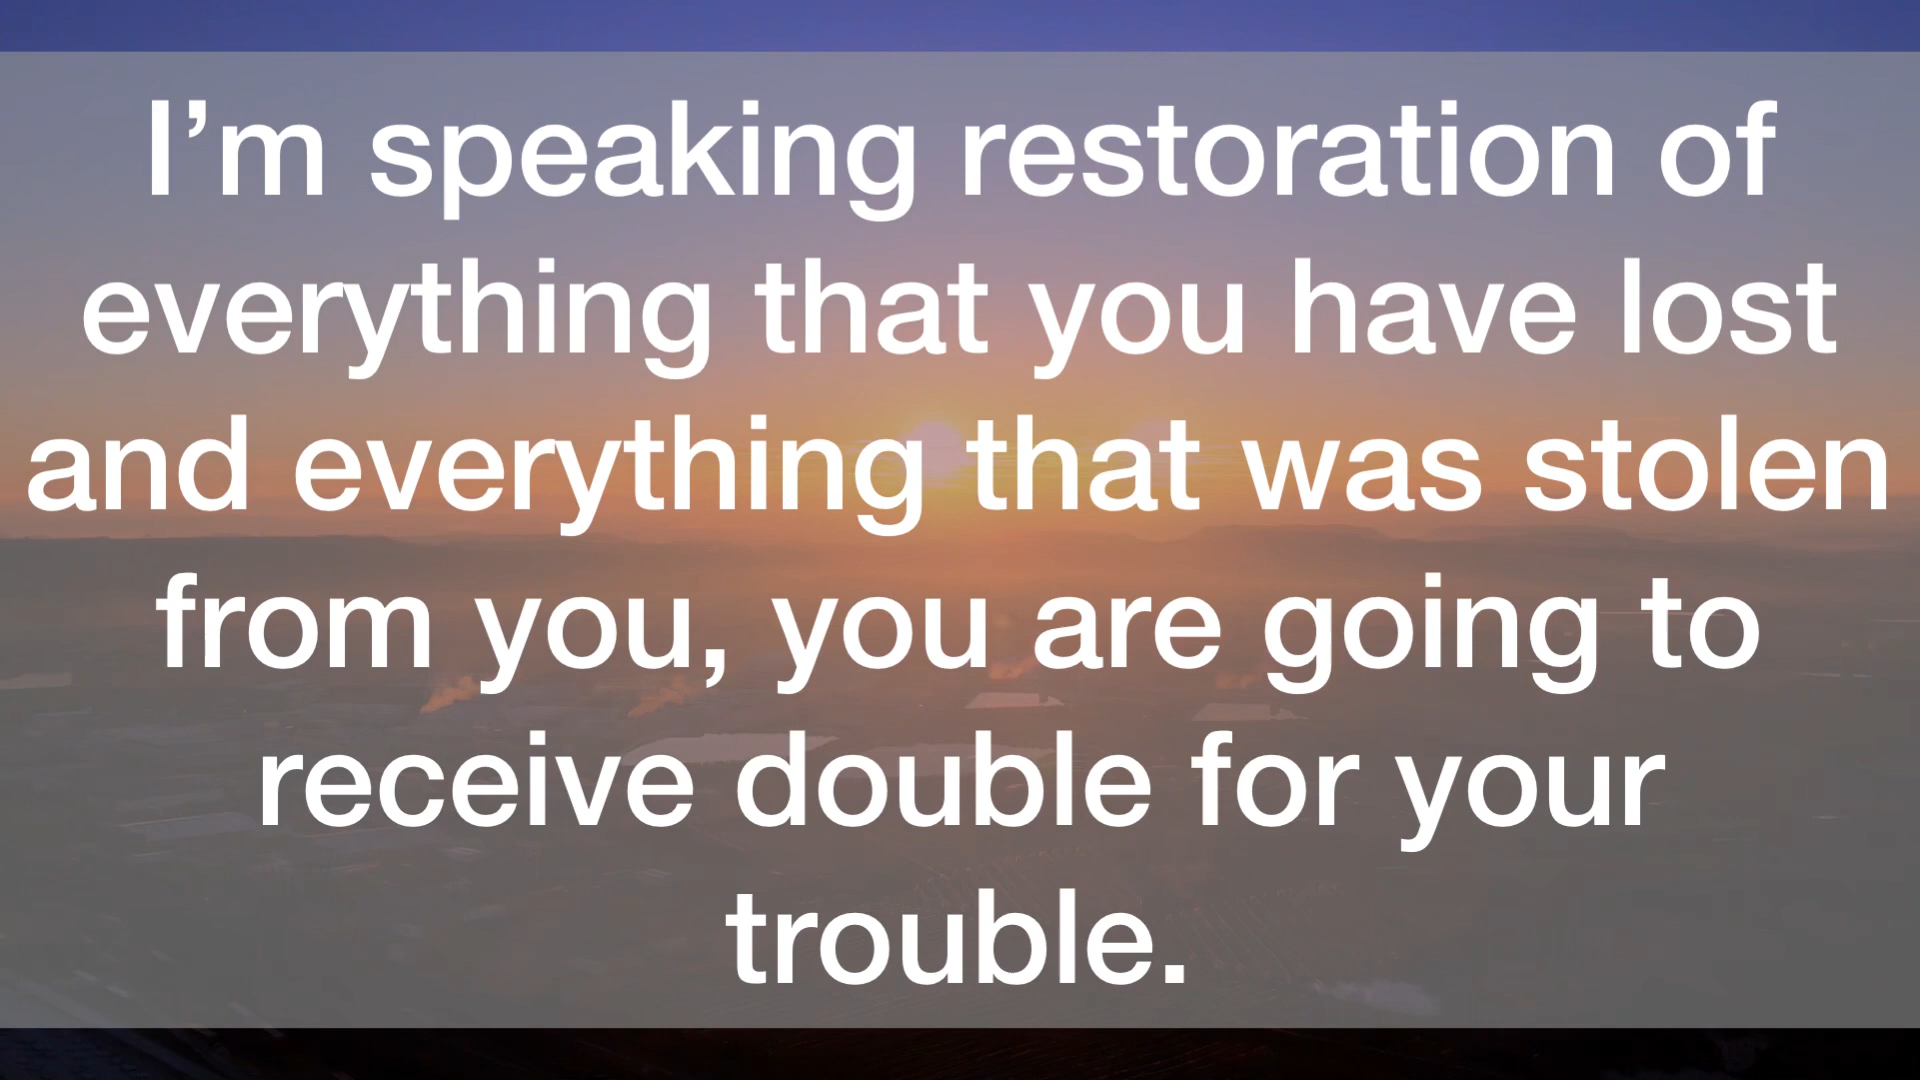 I’m speaking restoration of
everything that you have lost
and everything that was stolen
from you, you are going to
receive double for your
trouble.